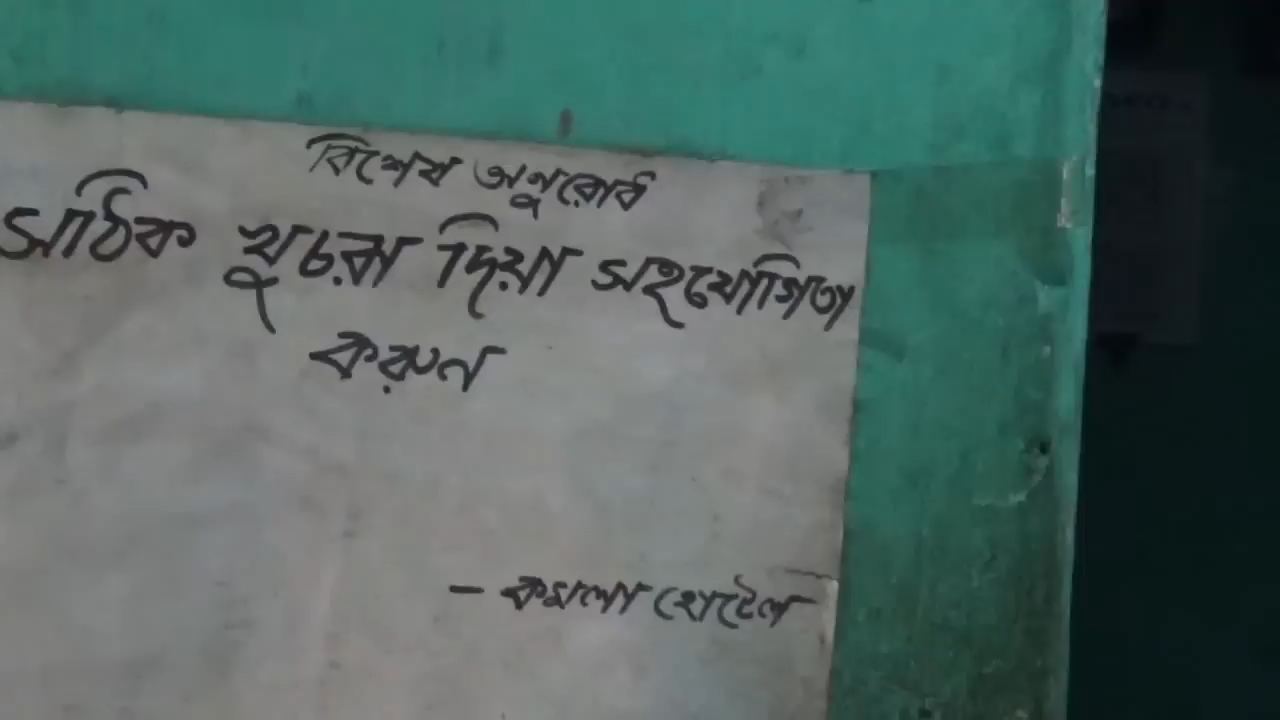 বিশেষ অনুরোধ
সঠিক খুচরা দিয়া সহযোগিতা
করুন
- কমলা হোটেল